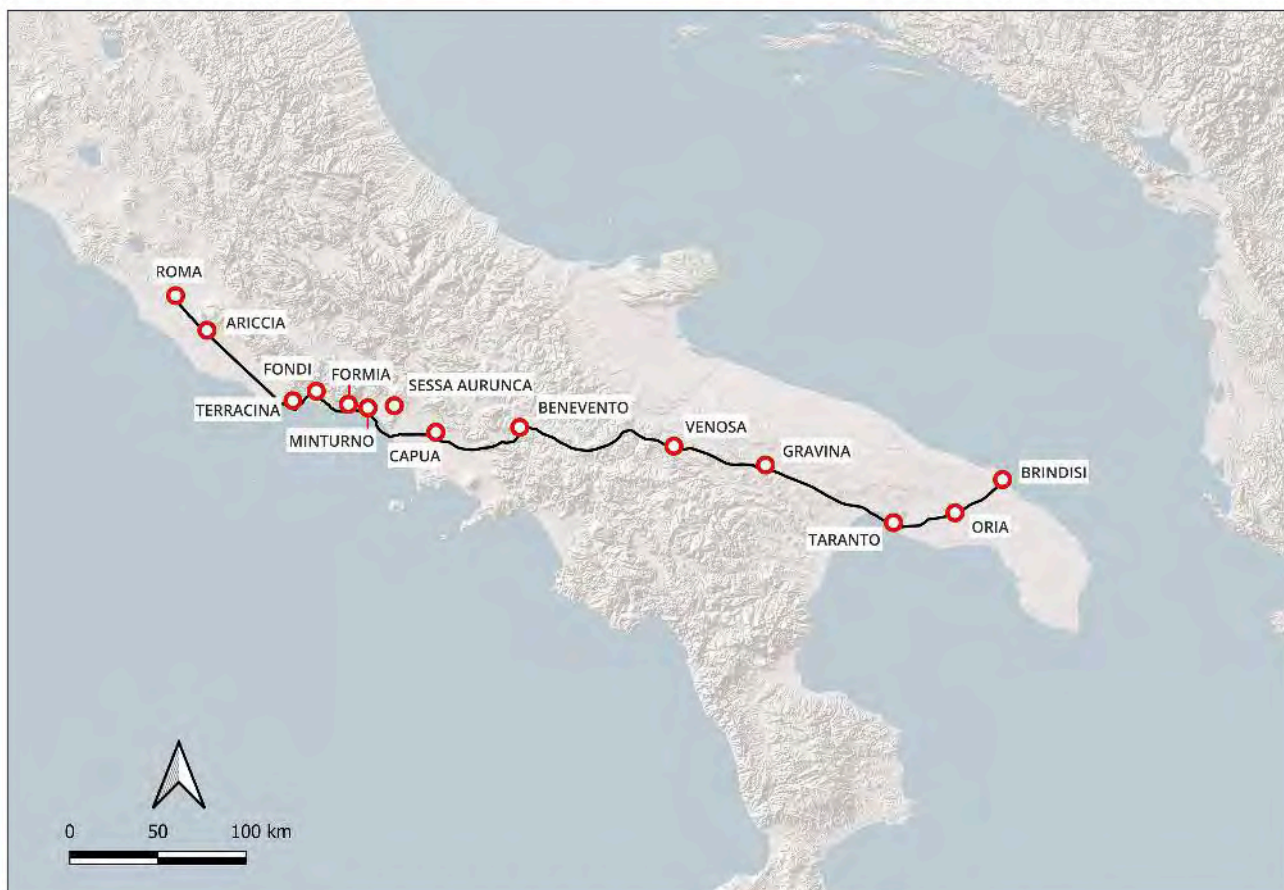 ROMA
ARICCIA
FONDI
FORMIA
SESSA AURUNCA
TERRACINA
MINTURNO
CAPUA
BENEVENTO
VENOSA
GRAVINA
BRINDISI
TARANTO
ORIA
0 50 100 km